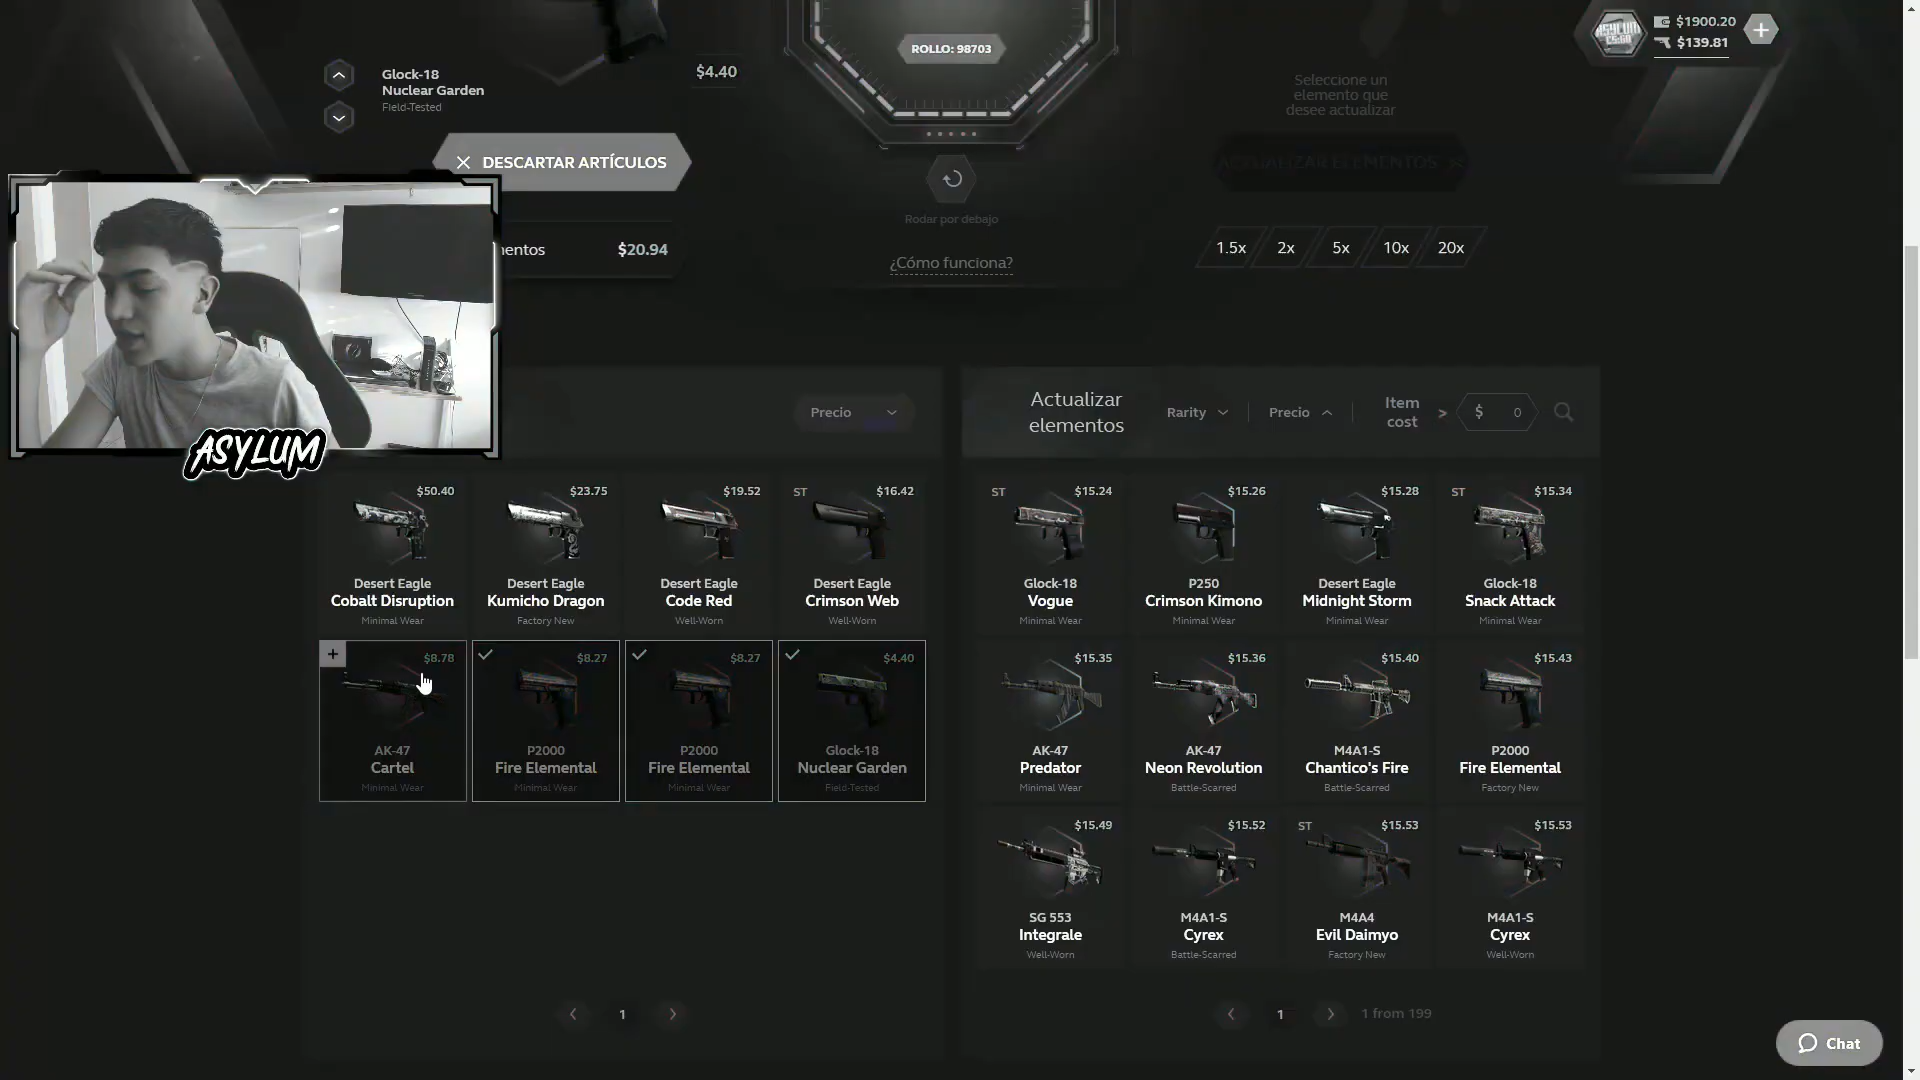 ROLLO: 98703
$1900.20
$139.81
Glock-18
Nuclear Garden
Field-Tested
$4.40
Seleccione un
elemento que
desee actualizar
DESCARTAR ARTÍCULOS
ACTUALIZAR ELEMENTOS
Rodar por debajo
mentos
$20.94
¿Cómo funciona?
1.5x 2x 5x 10x 20x
ASYLUM
Precio
Actualizar
elementos
Rarity
Precio
Item
cost
>
$ 0
$50.40
Desert Eagle
Cobalt Disruption
Minimal Wear
$23.75
Desert Eagle
Kumicho Dragon
Factory New
$19.52
Desert Eagle
Code Red
Well-Worn
ST $16.42
Desert Eagle
Crimson Web
Well-Worn
$8.78
AK-47
Cartel
Minimal Wear
$8.27
P2000
Fire Elemental
Minimal Wear
$8.27
P2000
Fire Elemental
Minimal Wear
$4.40
Glock-18
Nuclear Garden
Field-Tested
1
ST $15.24
Glock-18
Vogue
Minimal Wear
$15.26
P250
Crimson Kimono
Minimal Wear
$15.28
Desert Eagle
Midnight Storm
Minimal Wear
ST $15.34
Glock-18
Snack Attack
Minimal Wear
$15.35
AK-47
Predator
Minimal Wear
$15.36
AK-47
Neon Revolution
Battle-Scarred
$15.40
M4A1-S
Chantico's Fire
Battle-Scarred
$15.43
P2000
Fire Elemental
Factory New
$15.49
SG 553
Integrale
Well-Worn
$15.52
M4A1-S
Cyrex
Battle-Scarred
ST $15.53
M4A4
Evil Daimyo
Factory New
$15.53
M4A1-S
Cyrex
Well-Worn
1
1 from 199
Chat